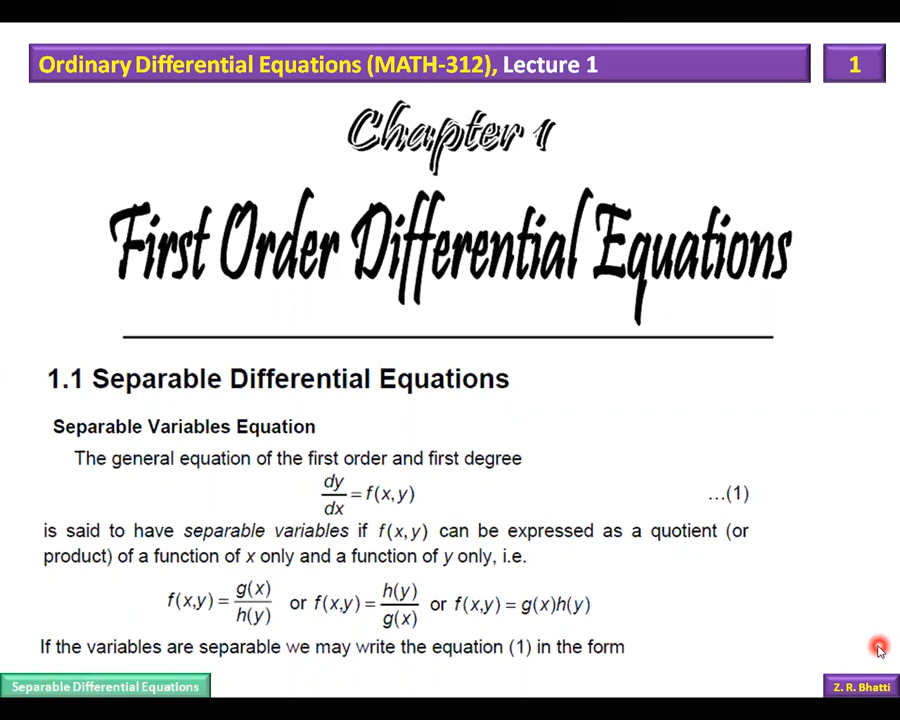 Ordinary Differential Equations (MATH-312), Lecture 1
1
Chapter 1
First Order Differential Equations
1.1 Separable Differential Equations
Separable Variables Equation
The general equation of the first order and first degree
dy/dx = f(x,y) …(1)
is said to have separable variables if f(x,y) can be expressed as a quotient (or
product) of a function of x only and a function of y only, i.e.
f(x,y) = g(x)/h(y) or f(x,y) = h(y)/g(x) or f(x,y) = g(x)h(y)
If the variables are separable we may write the equation (1) in the form
Separable Differential Equations
Z. R. Bhatti